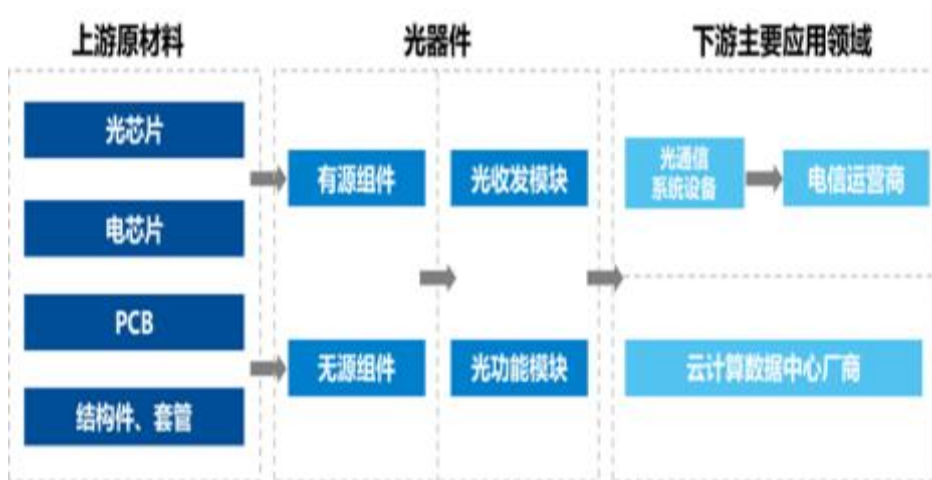 上游原材料
光器件
下游主要应用领域
光芯片
电芯片
PCB
结构件、套管
有源组件
无源组件
光收发模块
光功能模块
光通信
系统设备
电信运营商
云计算数据中心厂商